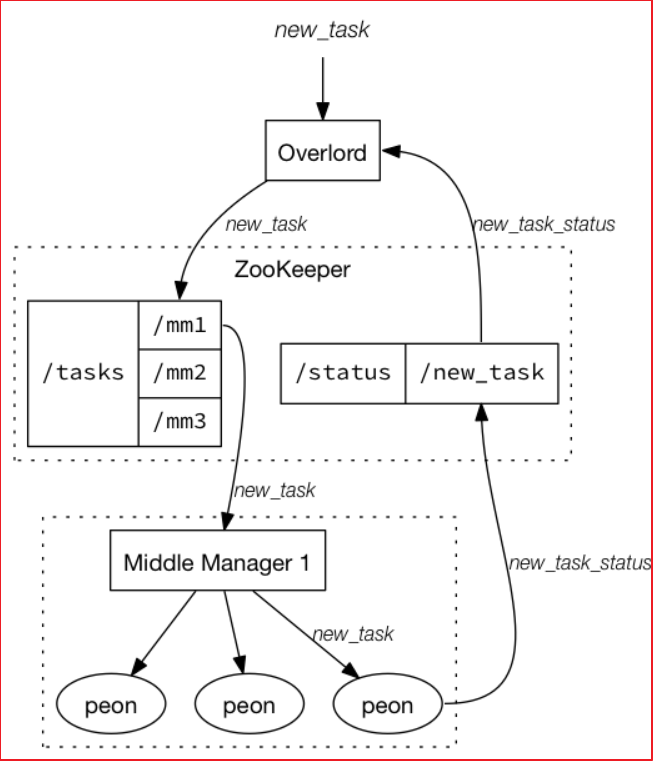 new_task
Overlord
new_task
new_task_status
ZooKeeper
/tasks
/mm1
/mm2
/mm3
/status
/new_task
new_task
Middle Manager 1
new_task_status
new_task
peon
peon
peon